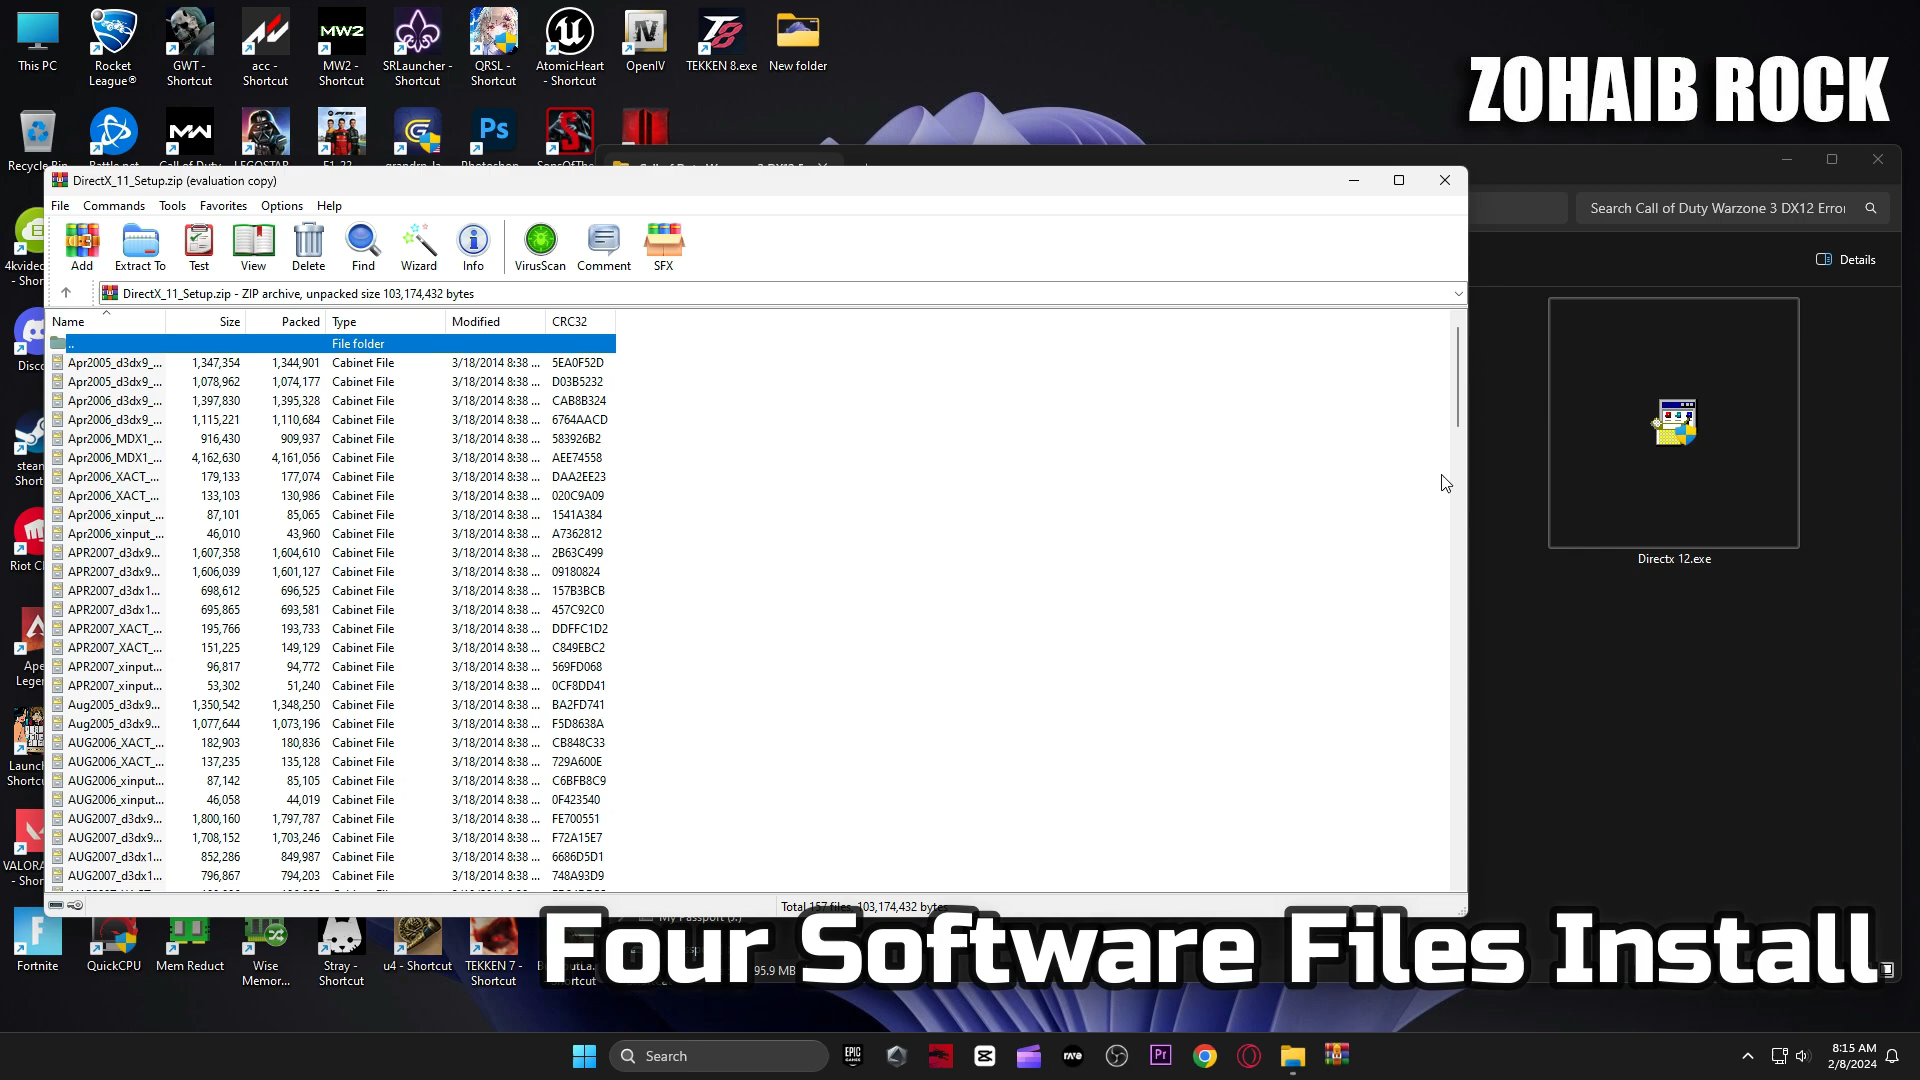 This PC
Rocket
League®
GWT -
Shortcut
acc -
Shortcut
MW2
MW2 -
Shortcut
SRLauncher -
Shortcut
QRSL -
Shortcut
AtomicHeart
- Shortcut
OpenIV
TEKKEN 8.exe
New folder
ZOHAIB ROCK
Ps
DirectX_11_Setup.zip (evaluation copy)
File Commands Tools Favorites Options Help
Add Extract To Test View Delete Find Wizard Info VirusScan Comment SFX
DirectX_11_Setup.zip - ZIP archive, unpacked size 103,174,432 bytes
Search Call of Duty Warzone 3 DX12 Error
Details
Name Size Packed Type Modified CRC32
.. File folder
Apr2005_d3dx9_... 1,347,354 1,344,901 Cabinet File 3/18/2014 8:38 ... 5EA0F52D
Apr2005_d3dx9_... 1,078,962 1,074,177 Cabinet File 3/18/2014 8:38 ... D03B5232
Apr2006_d3dx9_... 1,397,830 1,395,328 Cabinet File 3/18/2014 8:38 ... CAB8B324
Apr2006_d3dx9_... 1,115,221 1,110,684 Cabinet File 3/18/2014 8:38 ... 6764AACD
Apr2006_MDX1_... 916,430 909,937 Cabinet File 3/18/2014 8:38 ... 583926B2
Apr2006_MDX1_... 4,162,630 4,161,056 Cabinet File 3/18/2014 8:38 ... AEE74558
Apr2006_XACT_... 179,133 177,074 Cabinet File 3/18/2014 8:38 ... DAA2EE23
Apr2006_XACT_... 133,103 130,986 Cabinet File 3/18/2014 8:38 ... 020C9A09
Apr2006_xinput_... 87,101 85,065 Cabinet File 3/18/2014 8:38 ... 1541A384
Apr2006_xinput_... 46,010 43,960 Cabinet File 3/18/2014 8:38 ... A7362812
APR2007_d3dx9... 1,607,358 1,604,610 Cabinet File 3/18/2014 8:38 ... 2B63C499
APR2007_d3dx9... 1,606,039 1,601,127 Cabinet File 3/18/2014 8:38 ... 09180824
APR2007_d3dx1... 698,612 696,525 Cabinet File 3/18/2014 8:38 ... 157B3BCB
APR2007_d3dx1... 695,865 693,581 Cabinet File 3/18/2014 8:38 ... 457C92C0
APR2007_XACT_... 195,766 193,733 Cabinet File 3/18/2014 8:38 ... DDFFC1D2
APR2007_XACT_... 151,225 149,129 Cabinet File 3/18/2014 8:38 ... C849EBC2
APR2007_xinput... 96,817 94,772 Cabinet File 3/18/2014 8:38 ... 569FD068
APR2007_xinput... 53,302 51,240 Cabinet File 3/18/2014 8:38 ... 0CF8DD41
Aug2005_d3dx9... 1,350,542 1,348,250 Cabinet File 3/18/2014 8:38 ... BA2FD741
Aug2005_d3dx9... 1,077,644 1,073,196 Cabinet File 3/18/2014 8:38 ... F5D8638A
AUG2006_XACT_... 182,903 180,836 Cabinet File 3/18/2014 8:38 ... CB848C33
AUG2006_XACT_... 137,235 135,128 Cabinet File 3/18/2014 8:38 ... 729A600E
AUG2006_xinput... 87,142 85,105 Cabinet File 3/18/2014 8:38 ... C6BFB8C9
AUG2006_xinput... 46,058 44,019 Cabinet File 3/18/2014 8:38 ... 0F423540
AUG2007_d3dx9... 1,800,160 1,797,787 Cabinet File 3/18/2014 8:38 ... FE700551
AUG2007_d3dx9... 1,708,152 1,703,246 Cabinet File 3/18/2014 8:38 ... F72A15E7
AUG2007_d3dx1... 852,286 849,987 Cabinet File 3/18/2014 8:38 ... 6686D5D1
AUG2007_d3dx1... 796,867 794,203 Cabinet File 3/18/2014 8:38 ... 748A93D9
Total 157 files, 103,174,432 bytes
Directx 12.exe
Fortnite
QuickCPU
Mem Reduct
Wise
Memor...
Stray -
Shortcut
u4 - Shortcut
TEKKEN 7 -
Shortcut
95.9 MB
Four Software Files Install
Search
EPIC
GAMES
rave
Pr
8:15 AM
2/8/2024